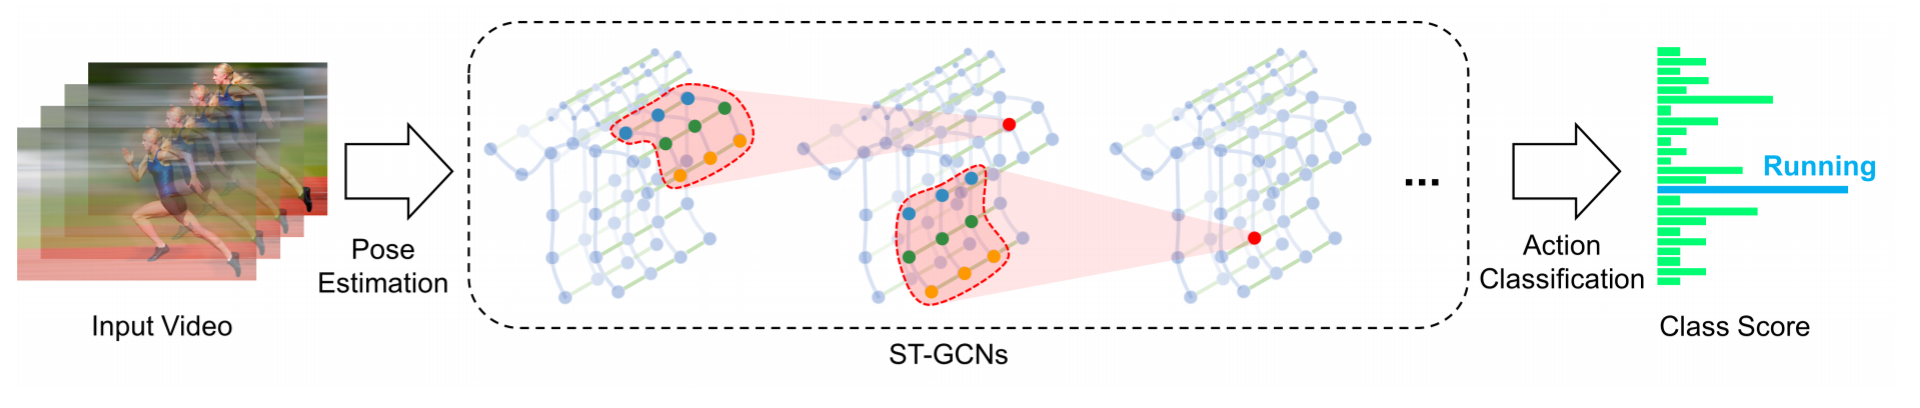 Input Video
Pose
Estimation
ST-GCNs
...
Action
Classification
Running
Class Score